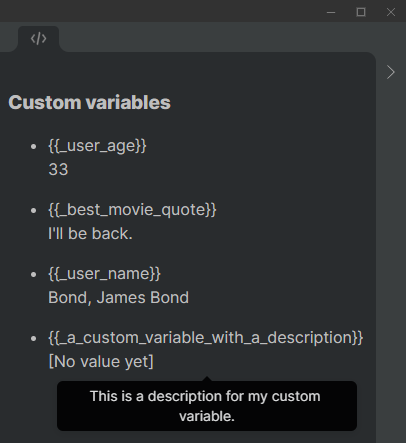 </>
Custom variables
{{_user_age}}
33
{{_best_movie_quote}}
I'll be back.
{{_user_name}}
Bond, James Bond
{{_a_custom_variable_with_a_description}}
[No value yet]
This is a description for my custom
variable.